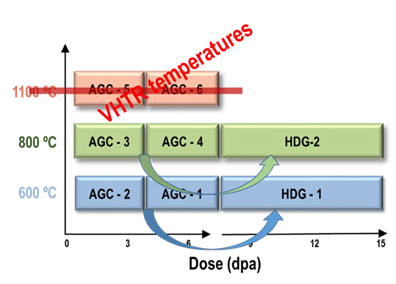 VHTR temperatures
1100 ºC AGC - 5 AGC - 6
800 ºC AGC - 3 AGC - 4 HDG-2
600 ºC AGC - 2 AGC - 1 HDG - 1
0 3 6 9 12 15
Dose (dpa)